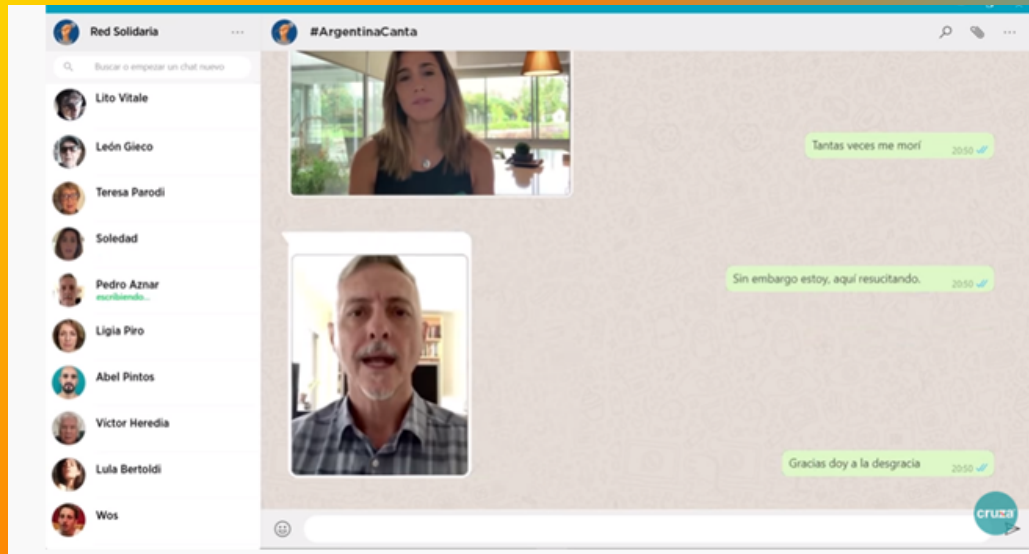 Red Solidaria
#ArgentinaCanta
Buscar o empezar un chat nuevo
Lito Vitale
León Gieco
Teresa Parodi
Soledad
Pedro Aznar
escribiendo...
Ligia Piro
Abel Pintos
Víctor Heredia
Lula Bertoldi
Wos
Tantas veces me morí 20:50
Sin embargo estoy, aquí resucitando. 20:50
Gracias doy a la desgracia 20:50
cruza